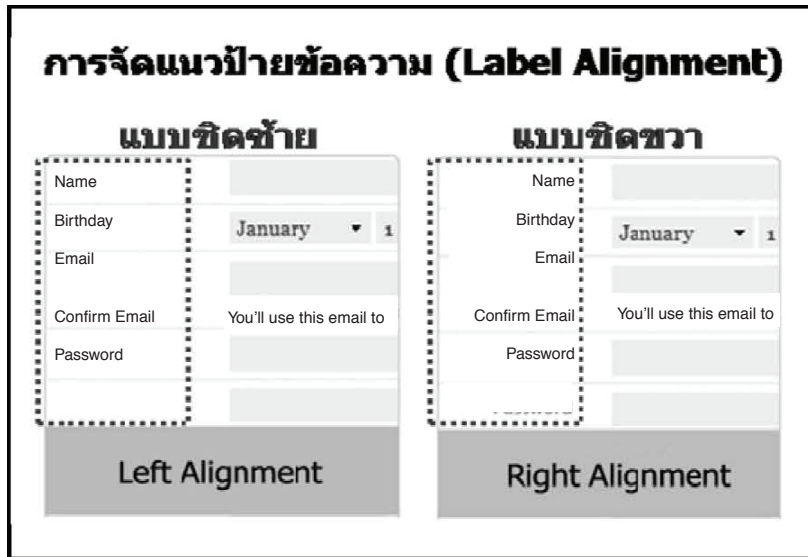 การจัดแนวป้ายข้อความ (Label Alignment)
แบบชิดซ้าย
Name
Birthday
January 1
Email
Confirm Email You'll use this email to
Password
Left Alignment
แบบชิดขวา
Name
Birthday
January 1
Email
Confirm Email You'll use this email to
Password
Right Alignment